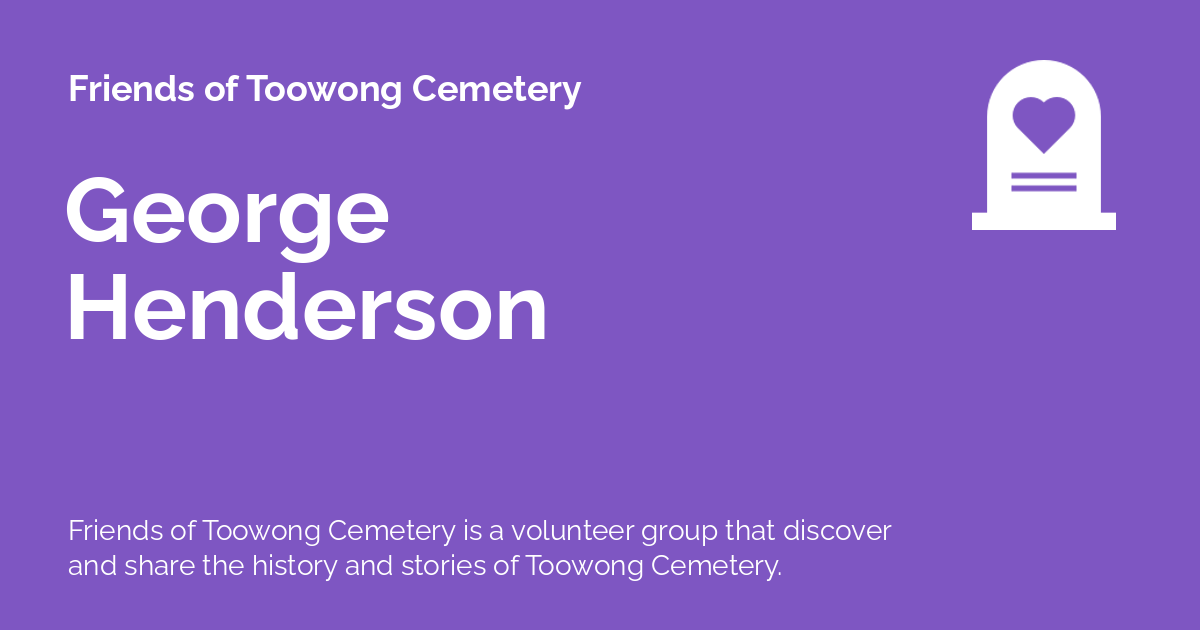 Friends of Toowong Cemetery
George
Henderson
Friends of Toowong Cemetery is a volunteer group that discover
and share the history and stories of Toowong Cemetery.